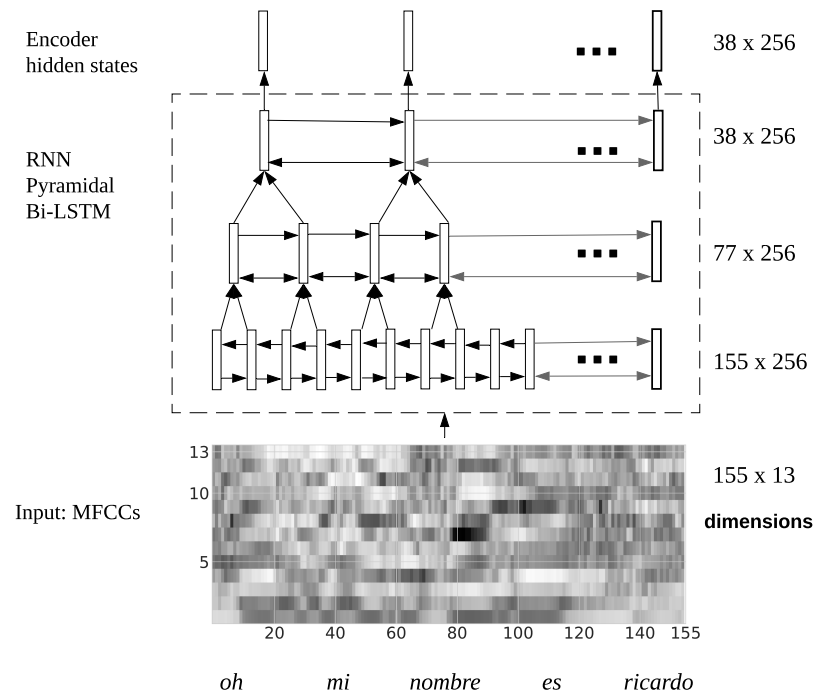 Encoder
hidden states
38 x 256
RNN
Pyramidal
Bi-LSTM
38 x 256
77 x 256
155 x 256
Input: MFCCs
13
10
5
155 x 13
dimensions
20 40 60 80 100 120 140 155
oh mi nombre es ricardo